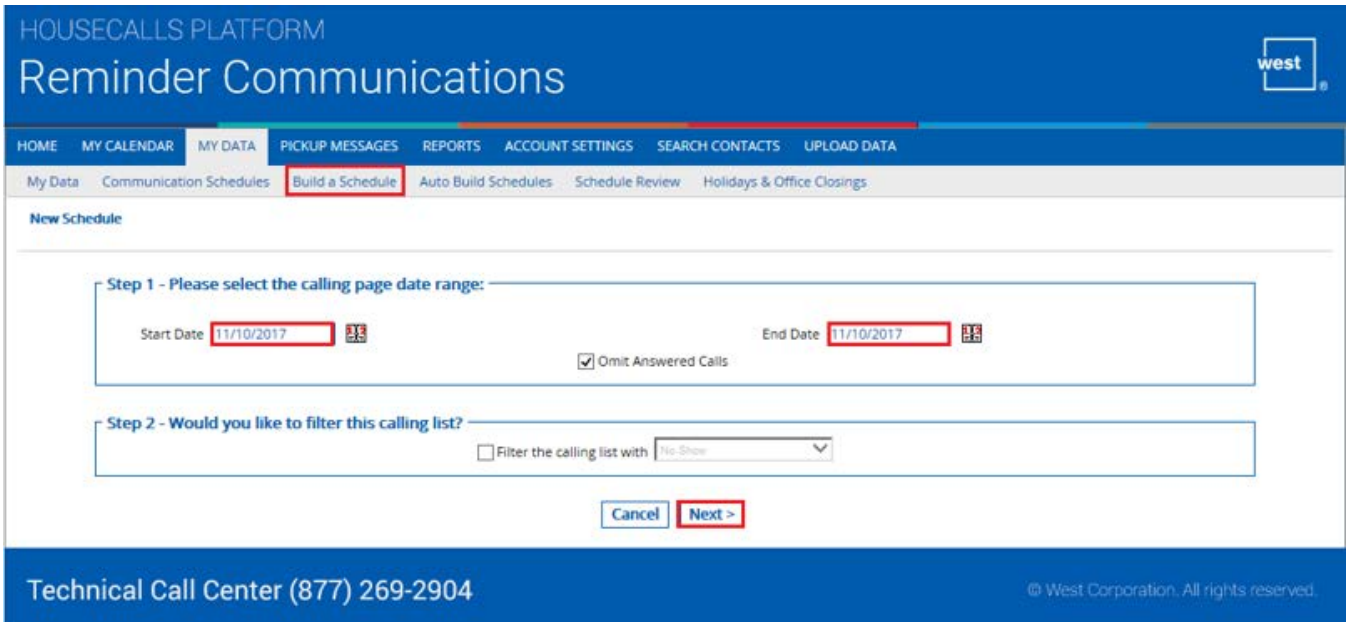 HOUSECALLS PLATFORM
Reminder Communications
west
HOME MY CALENDAR MY DATA PICKUP MESSAGES REPORTS ACCOUNT SETTINGS SEARCH CONTACTS UPLOAD DATA
My Data Communication Schedules Build a Schedule Auto Build Schedules Schedule Review Holidays & Office Closings
New Schedule
Step 1 - Please select the calling page date range:
Start Date 11/10/2017 End Date 11/10/2017
Omit Answered Calls
Step 2 - Would you like to filter this calling list?
Filter the calling list with No-Show
Cancel Next >
Technical Call Center (877) 269-2904 © West Corporation. All rights reserved.